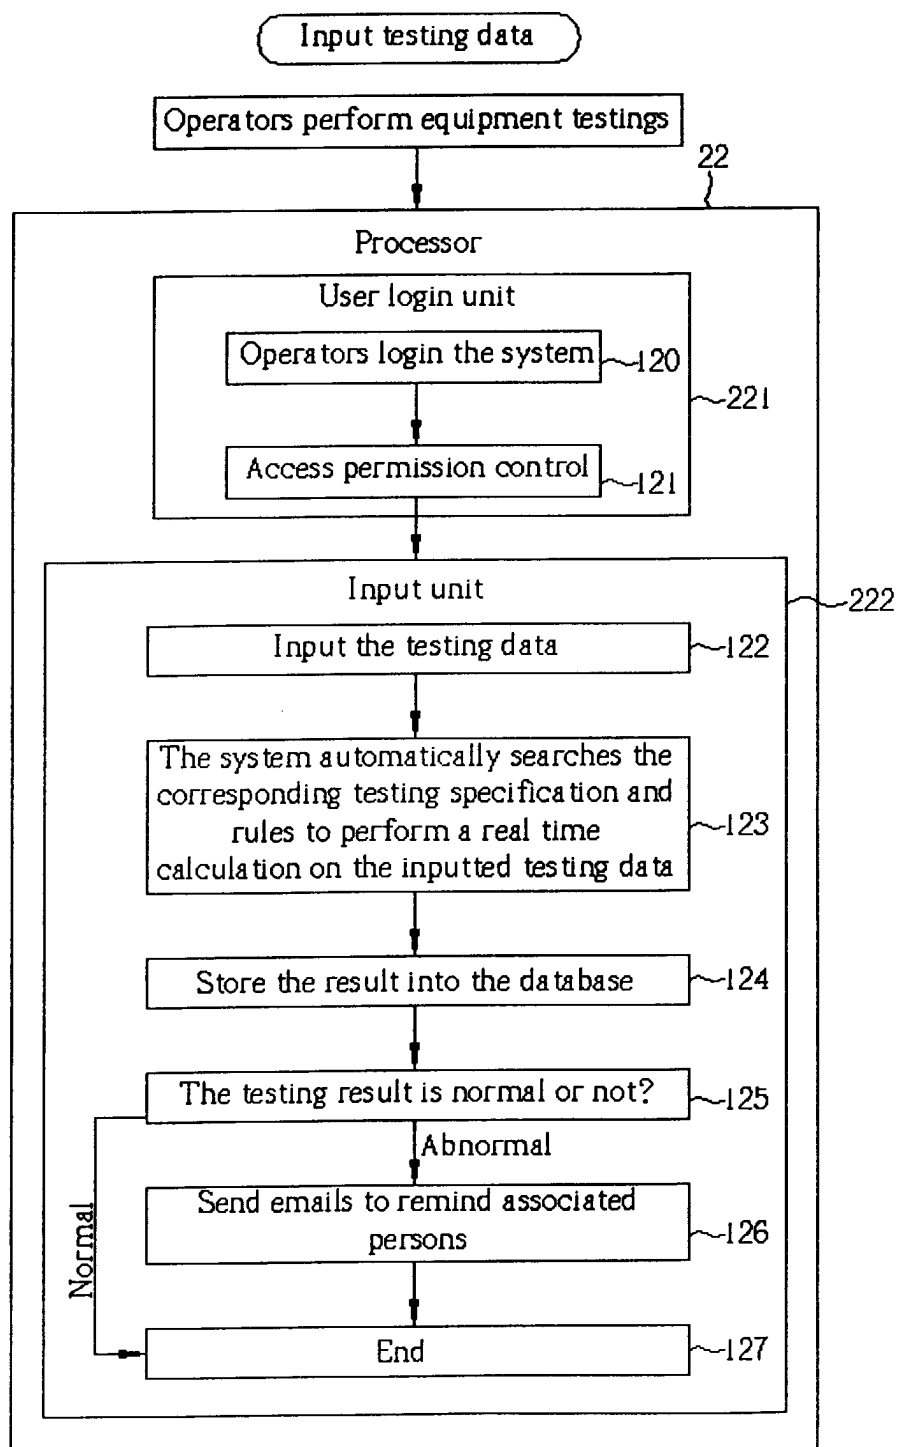 Input testing data
Operators perform equipment testings
22
Processor
User login unit
Operators login the system
120
221
Access permission control
121
Input unit
222
Input the testing data
122
The system automatically searches the
corresponding testing specification and
rules to perform a real time
calculation on the inputted testing data
123
Store the result into the database
124
The testing result is normal or not?
125
Abnormal
Normal
Send emails to remind associated
persons
126
End
127